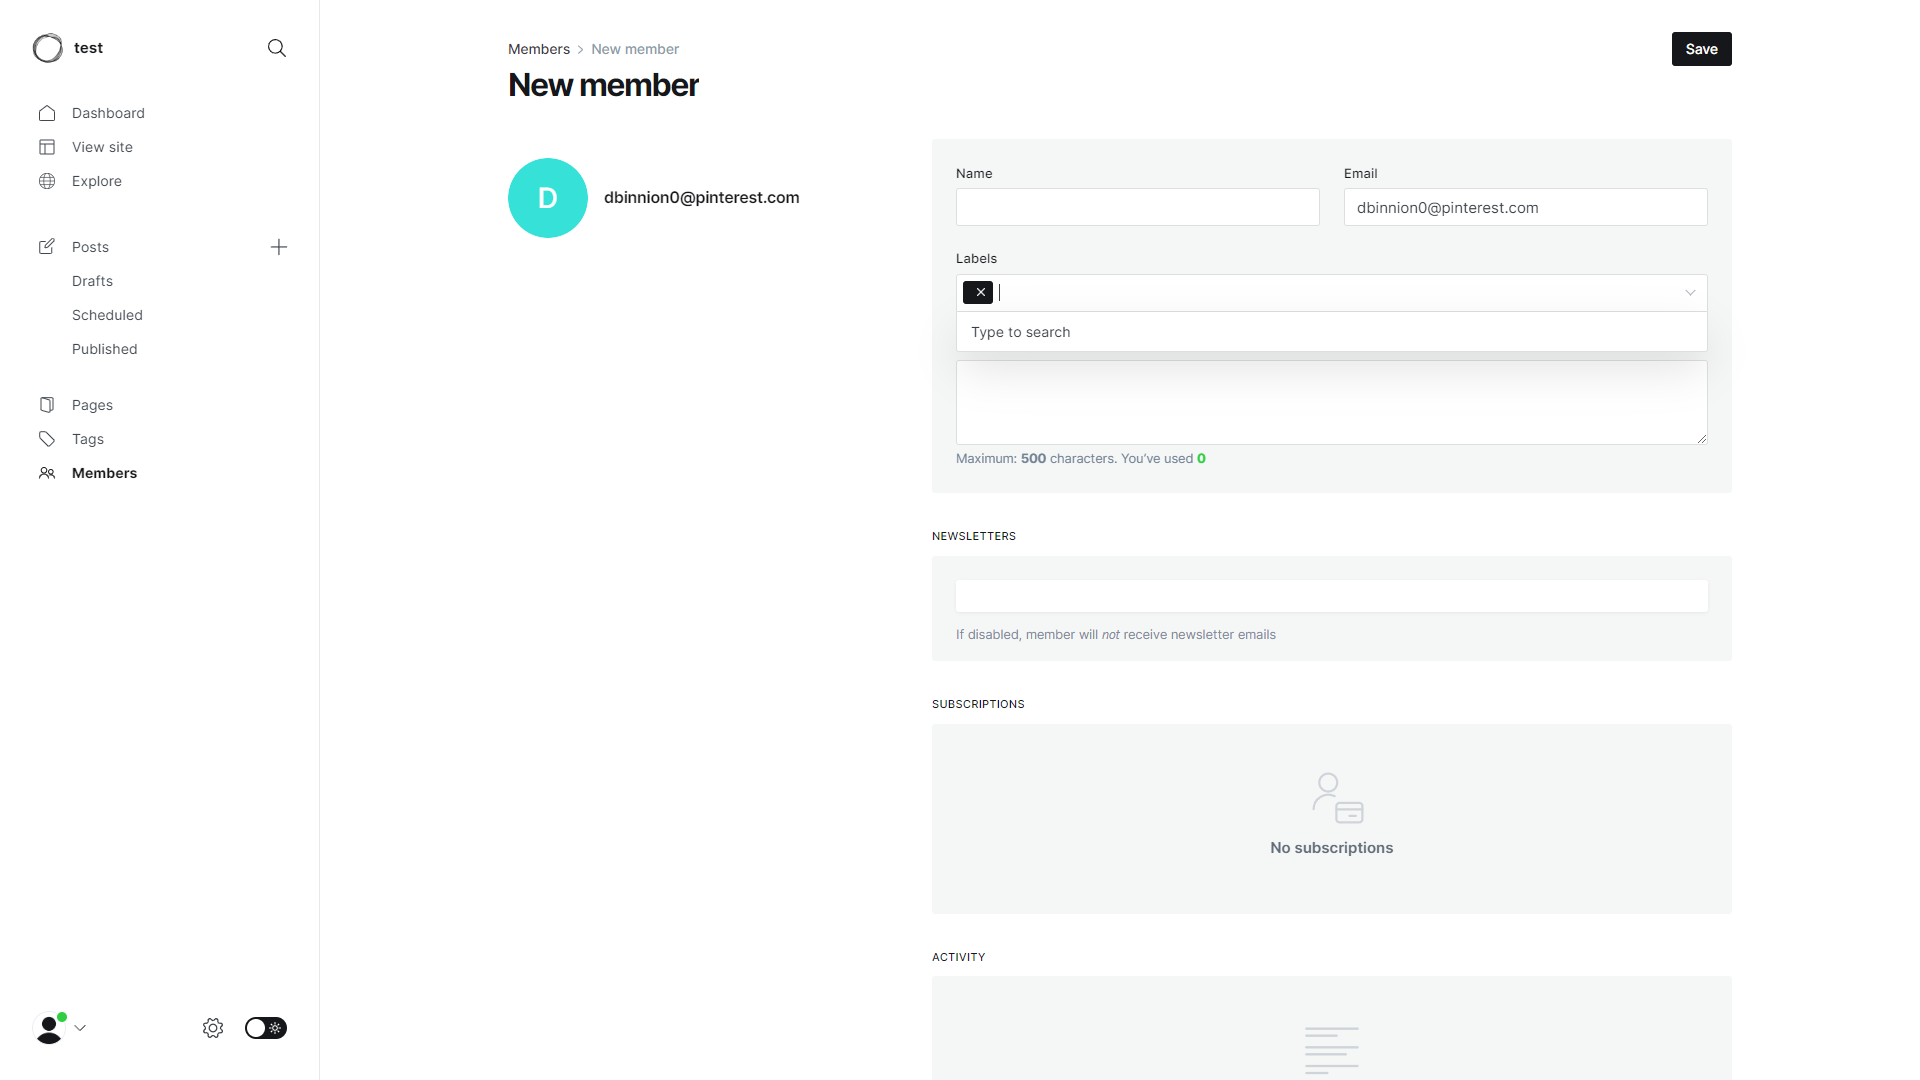 test
Dashboard
View site
Explore
Posts
Drafts
Scheduled
Published
Pages
Tags
Members
Members > New member
New member
Save
D
dbinnion0@pinterest.com
Name
Email
dbinnion0@pinterest.com
Labels
Type to search
Maximum: 500 characters. You’ve used 0
NEWSLETTERS
If disabled, member will not receive newsletter emails
SUBSCRIPTIONS
No subscriptions
ACTIVITY